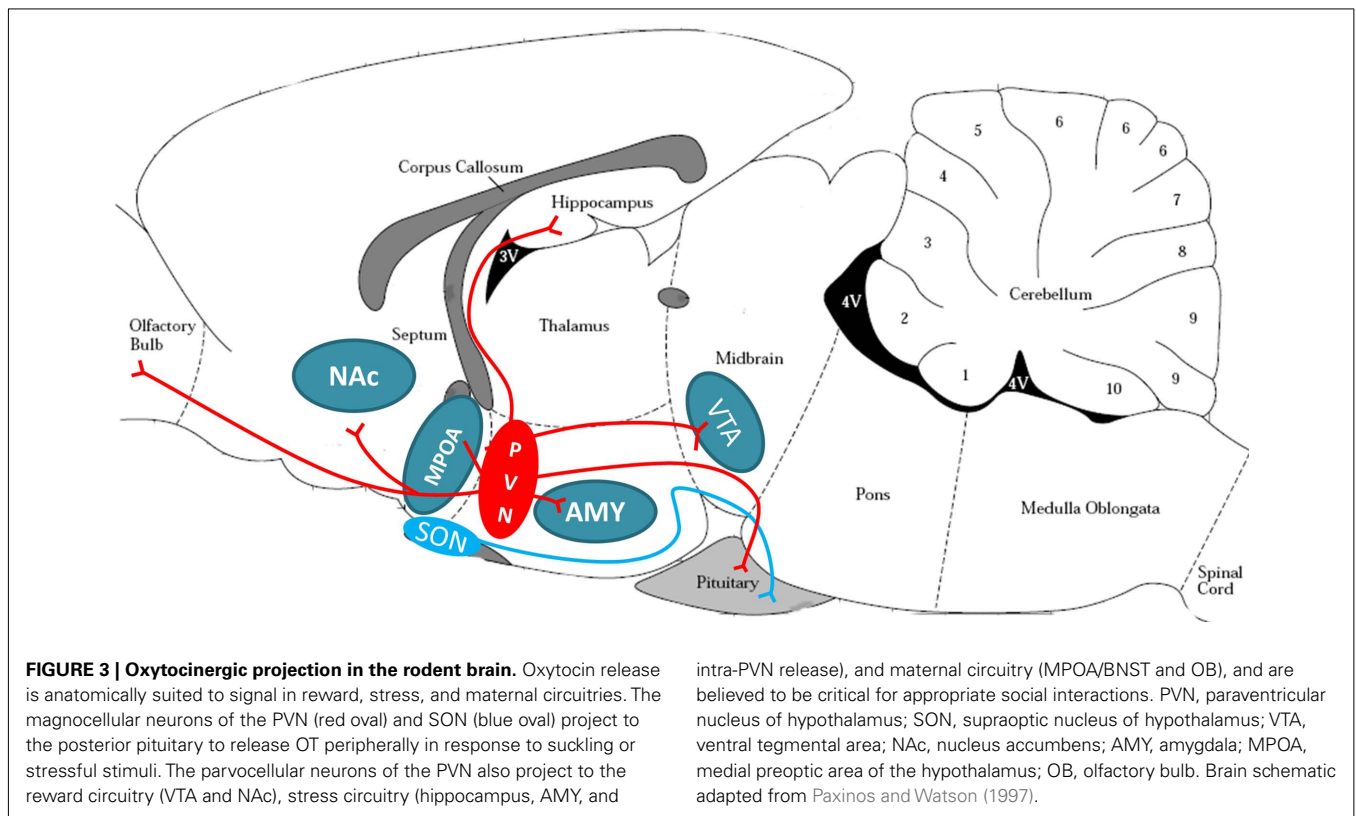 Corpus Callosum
Hippocampus
3V
Olfactory
Bulb
Septum
Thalamus
Midbrain
NAc
MPOA
P
V
N
VTA
AMY
SON
Pituitary
4V
5
6
6
6
4
7
3
8
Cerebellum
2
9
1
4V
10
9
Pons
Medulla Oblongata
Spinal
Cord
FIGURE 3 | Oxytocinergic projection in the rodent brain. Oxytocin release
is anatomically suited to signal in reward, stress, and maternal circuitries. The
magnocellular neurons of the PVN (red oval) and SON (blue oval) project to
the posterior pituitary to release OT peripherally in response to suckling or
stressful stimuli. The parvocellular neurons of the PVN also project to the
reward circuitry (VTA and NAc), stress circuitry (hippocampus, AMY, and
intra-PVN release), and maternal circuitry (MPOA/BNST and OB), and are
believed to be critical for appropriate social interactions. PVN, paraventricular
nucleus of hypothalamus; SON, supraoptic nucleus of hypothalamus; VTA,
ventral tegmental area; NAc, nucleus accumbens; AMY, amygdala; MPOA,
medial preoptic area of the hypothalamus; OB, olfactory bulb. Brain schematic
adapted from Paxinos and Watson (1997).